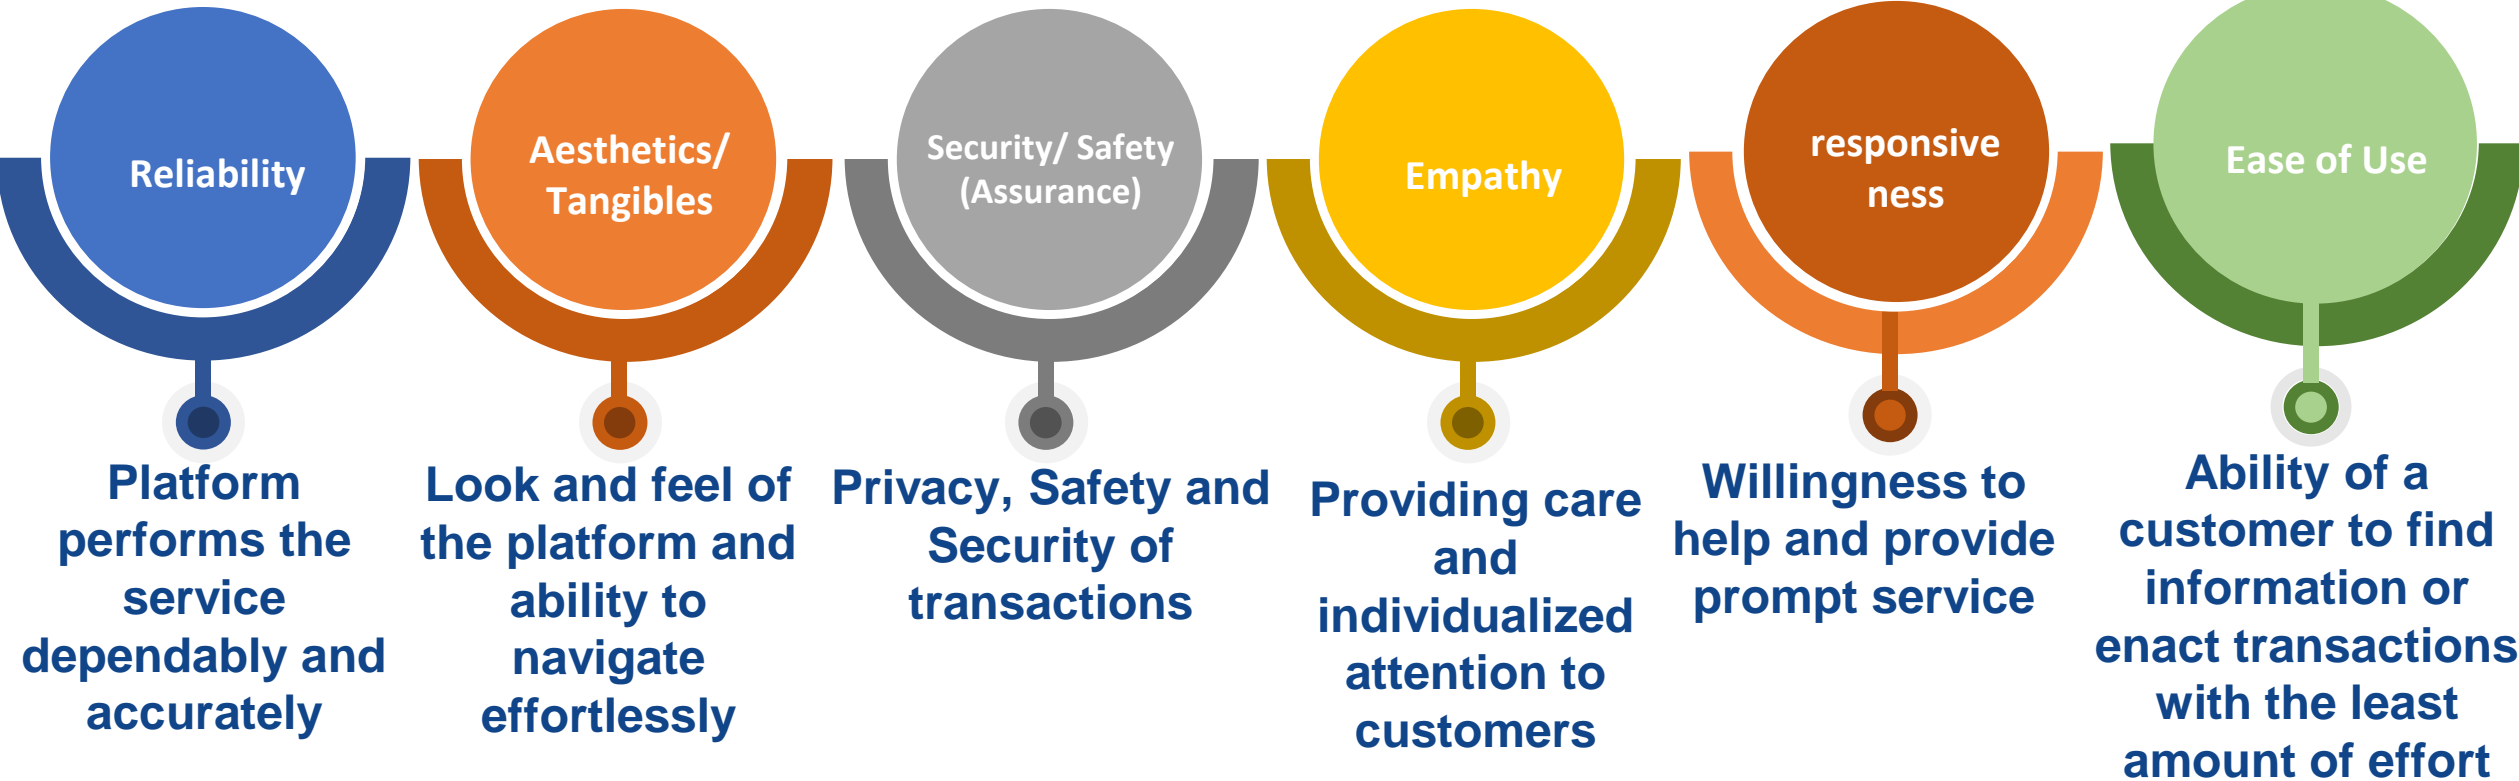 Reliability
Platform
performs the
service
dependably and
accurately
Aesthetics/
Tangibles
Look and feel of
the platform and
ability to
navigate
effortlessly
Security/ Safety
(Assurance)
Privacy, Safety and
Security of
transactions
Empathy
Providing care
and
individualized
attention to
customers
responsive
ness
Willingness to
help and provide
prompt service
Ease of Use
Ability of a
customer to find
information or
enact transactions
with the least
amount of effort